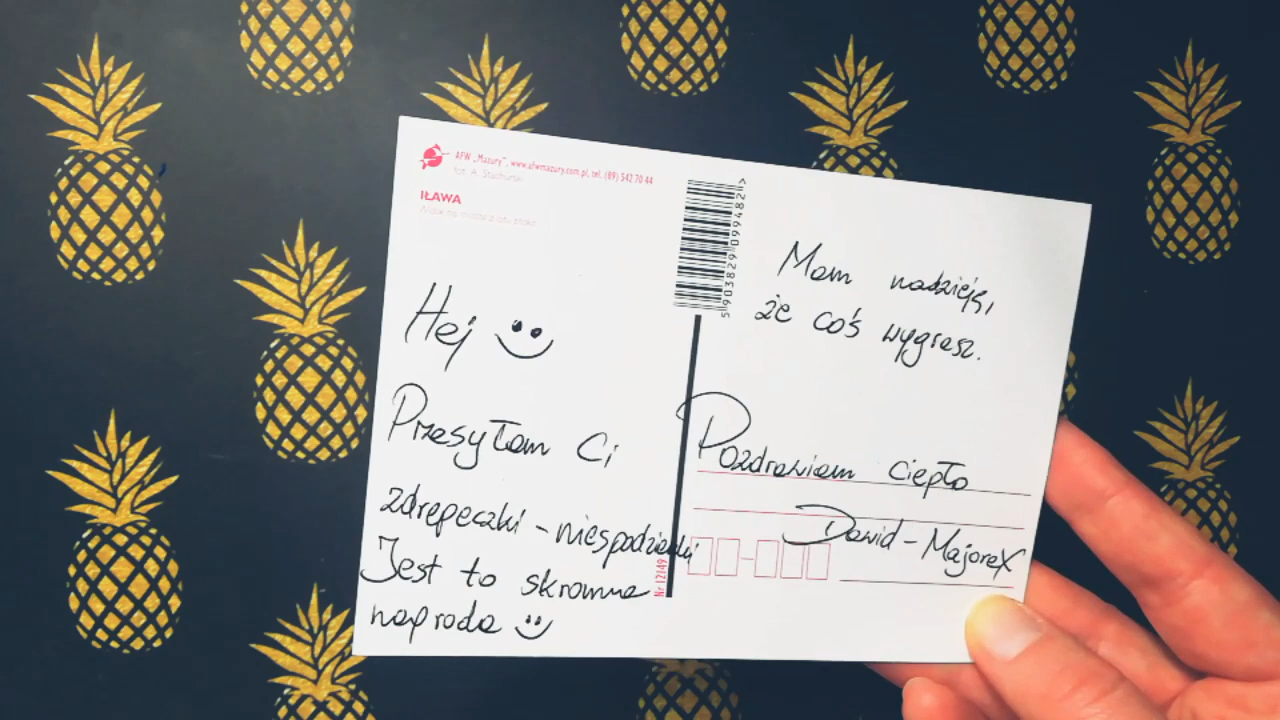 AFW „Mazury", www.afwmazury.com.pl, tel. (89) 542 70 44
fot. A. Stachurski
IŁAWA
Hej
Przesyłam Ci
zdrapeczki - niespodzianki
Jest to skromna
nagroda
5903829099482>
Nr 12149
Mam nadzieję,
że coś wygrasz.
Pozdrawiam ciepło
Dawid - MajoreX